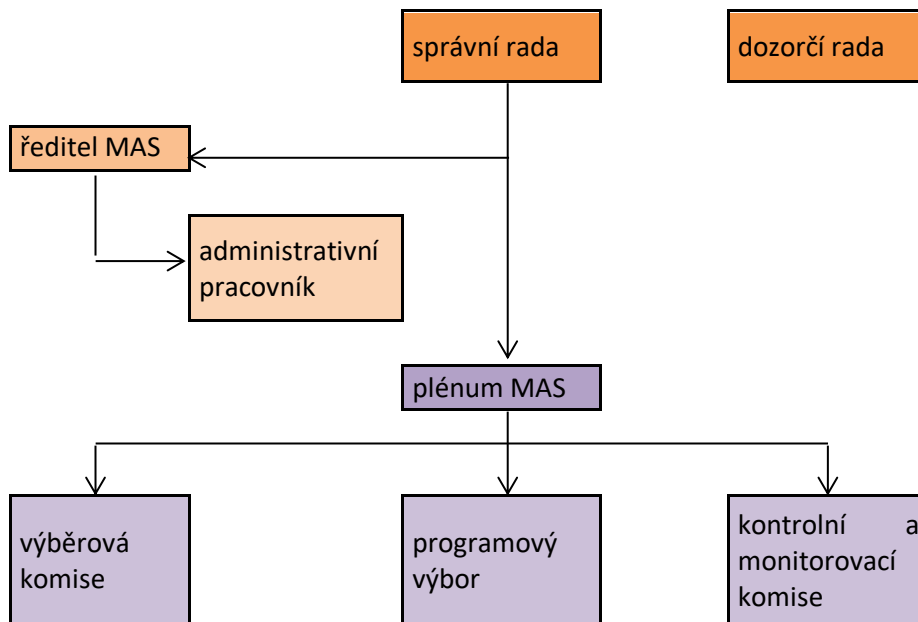 správní rada
dozorčí rada
ředitel MAS
administrativní
pracovník
plénum MAS
výběrová
komise
programový
výbor
kontrolní a
monitorovací
komise